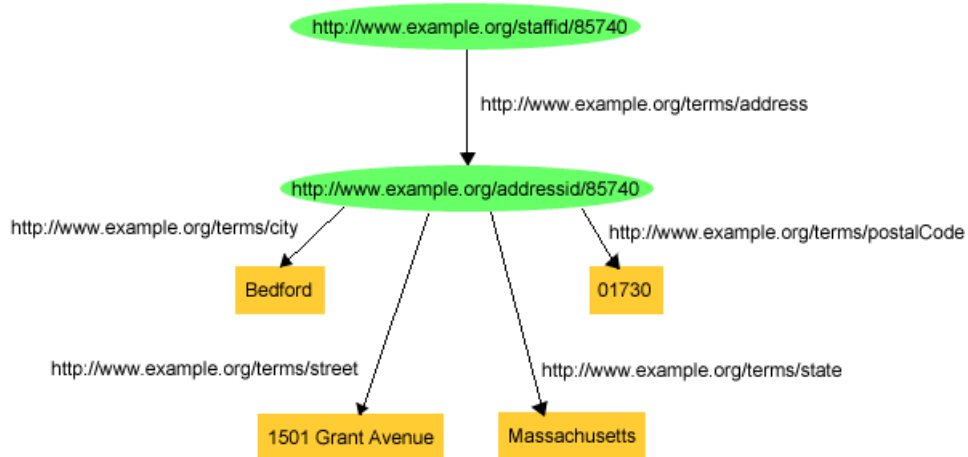 http://www.example.org/staffid/85740
http://www.example.org/terms/address
http://www.example.org/addressid/85740
http://www.example.org/terms/city
http://www.example.org/terms/postalCode
Bedford
01730
http://www.example.org/terms/street
http://www.example.org/terms/state
1501 Grant Avenue
Massachusetts